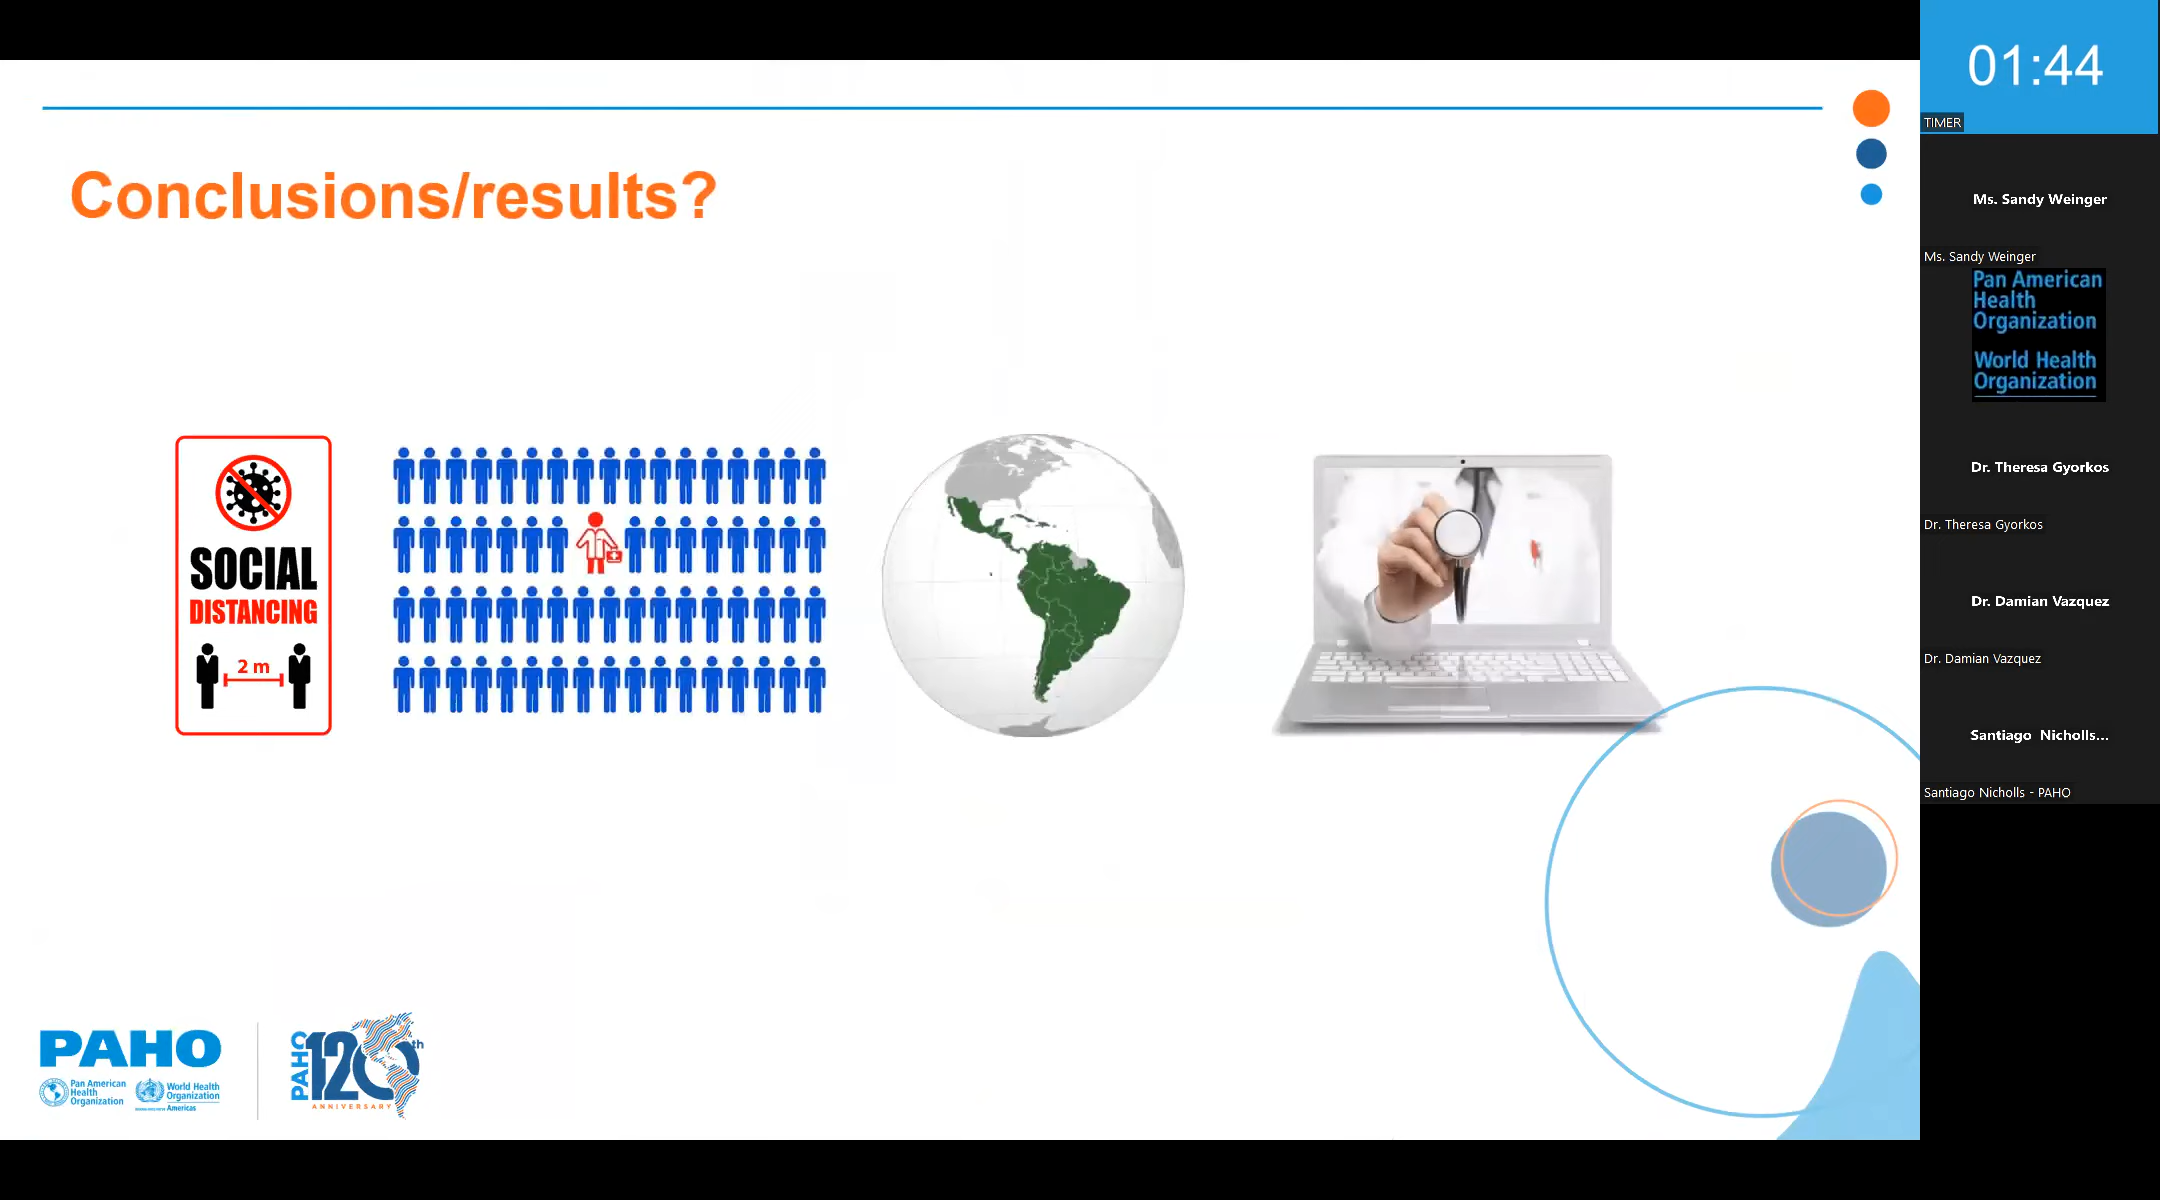 Conclusions/results?
SOCIAL
DISTANCING
2 m
PAHO
Pan American
Health
Organization
World Health
Organization
Americas
PAHO
120th
ANNIVERSARY
01:44
TIMER
Ms. Sandy Weinger
Ms. Sandy Weinger
Pan American
Health
Organization
World Health
Organization
Dr. Theresa Gyorkos
Dr. Theresa Gyorkos
Dr. Damian Vazquez
Dr. Damian Vazquez
Santiago Nicholls...
Santiago Nicholls - PAHO